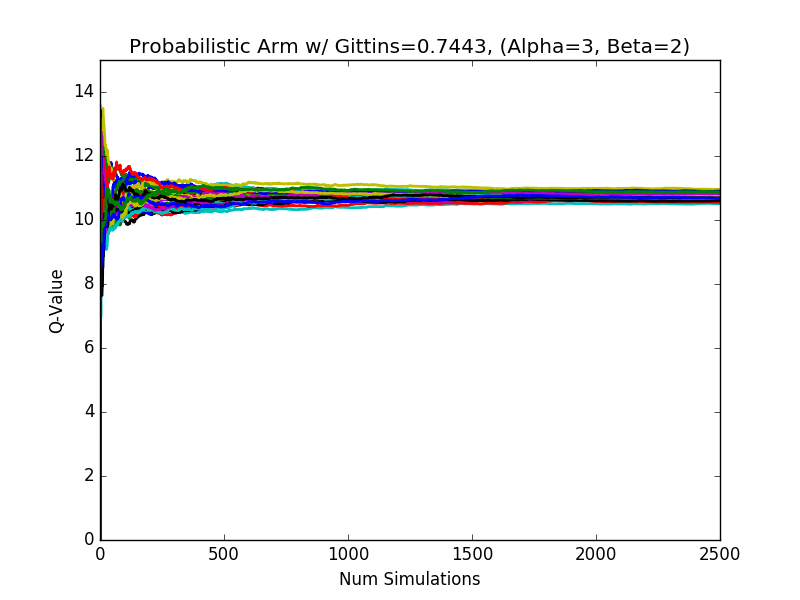 Probabilistic Arm w/ Gittins=0.7443, (Alpha=3, Beta=2)
14
12
10
8
6
4
2
0
Q-Value
0 500 1000 1500 2000 2500
Num Simulations